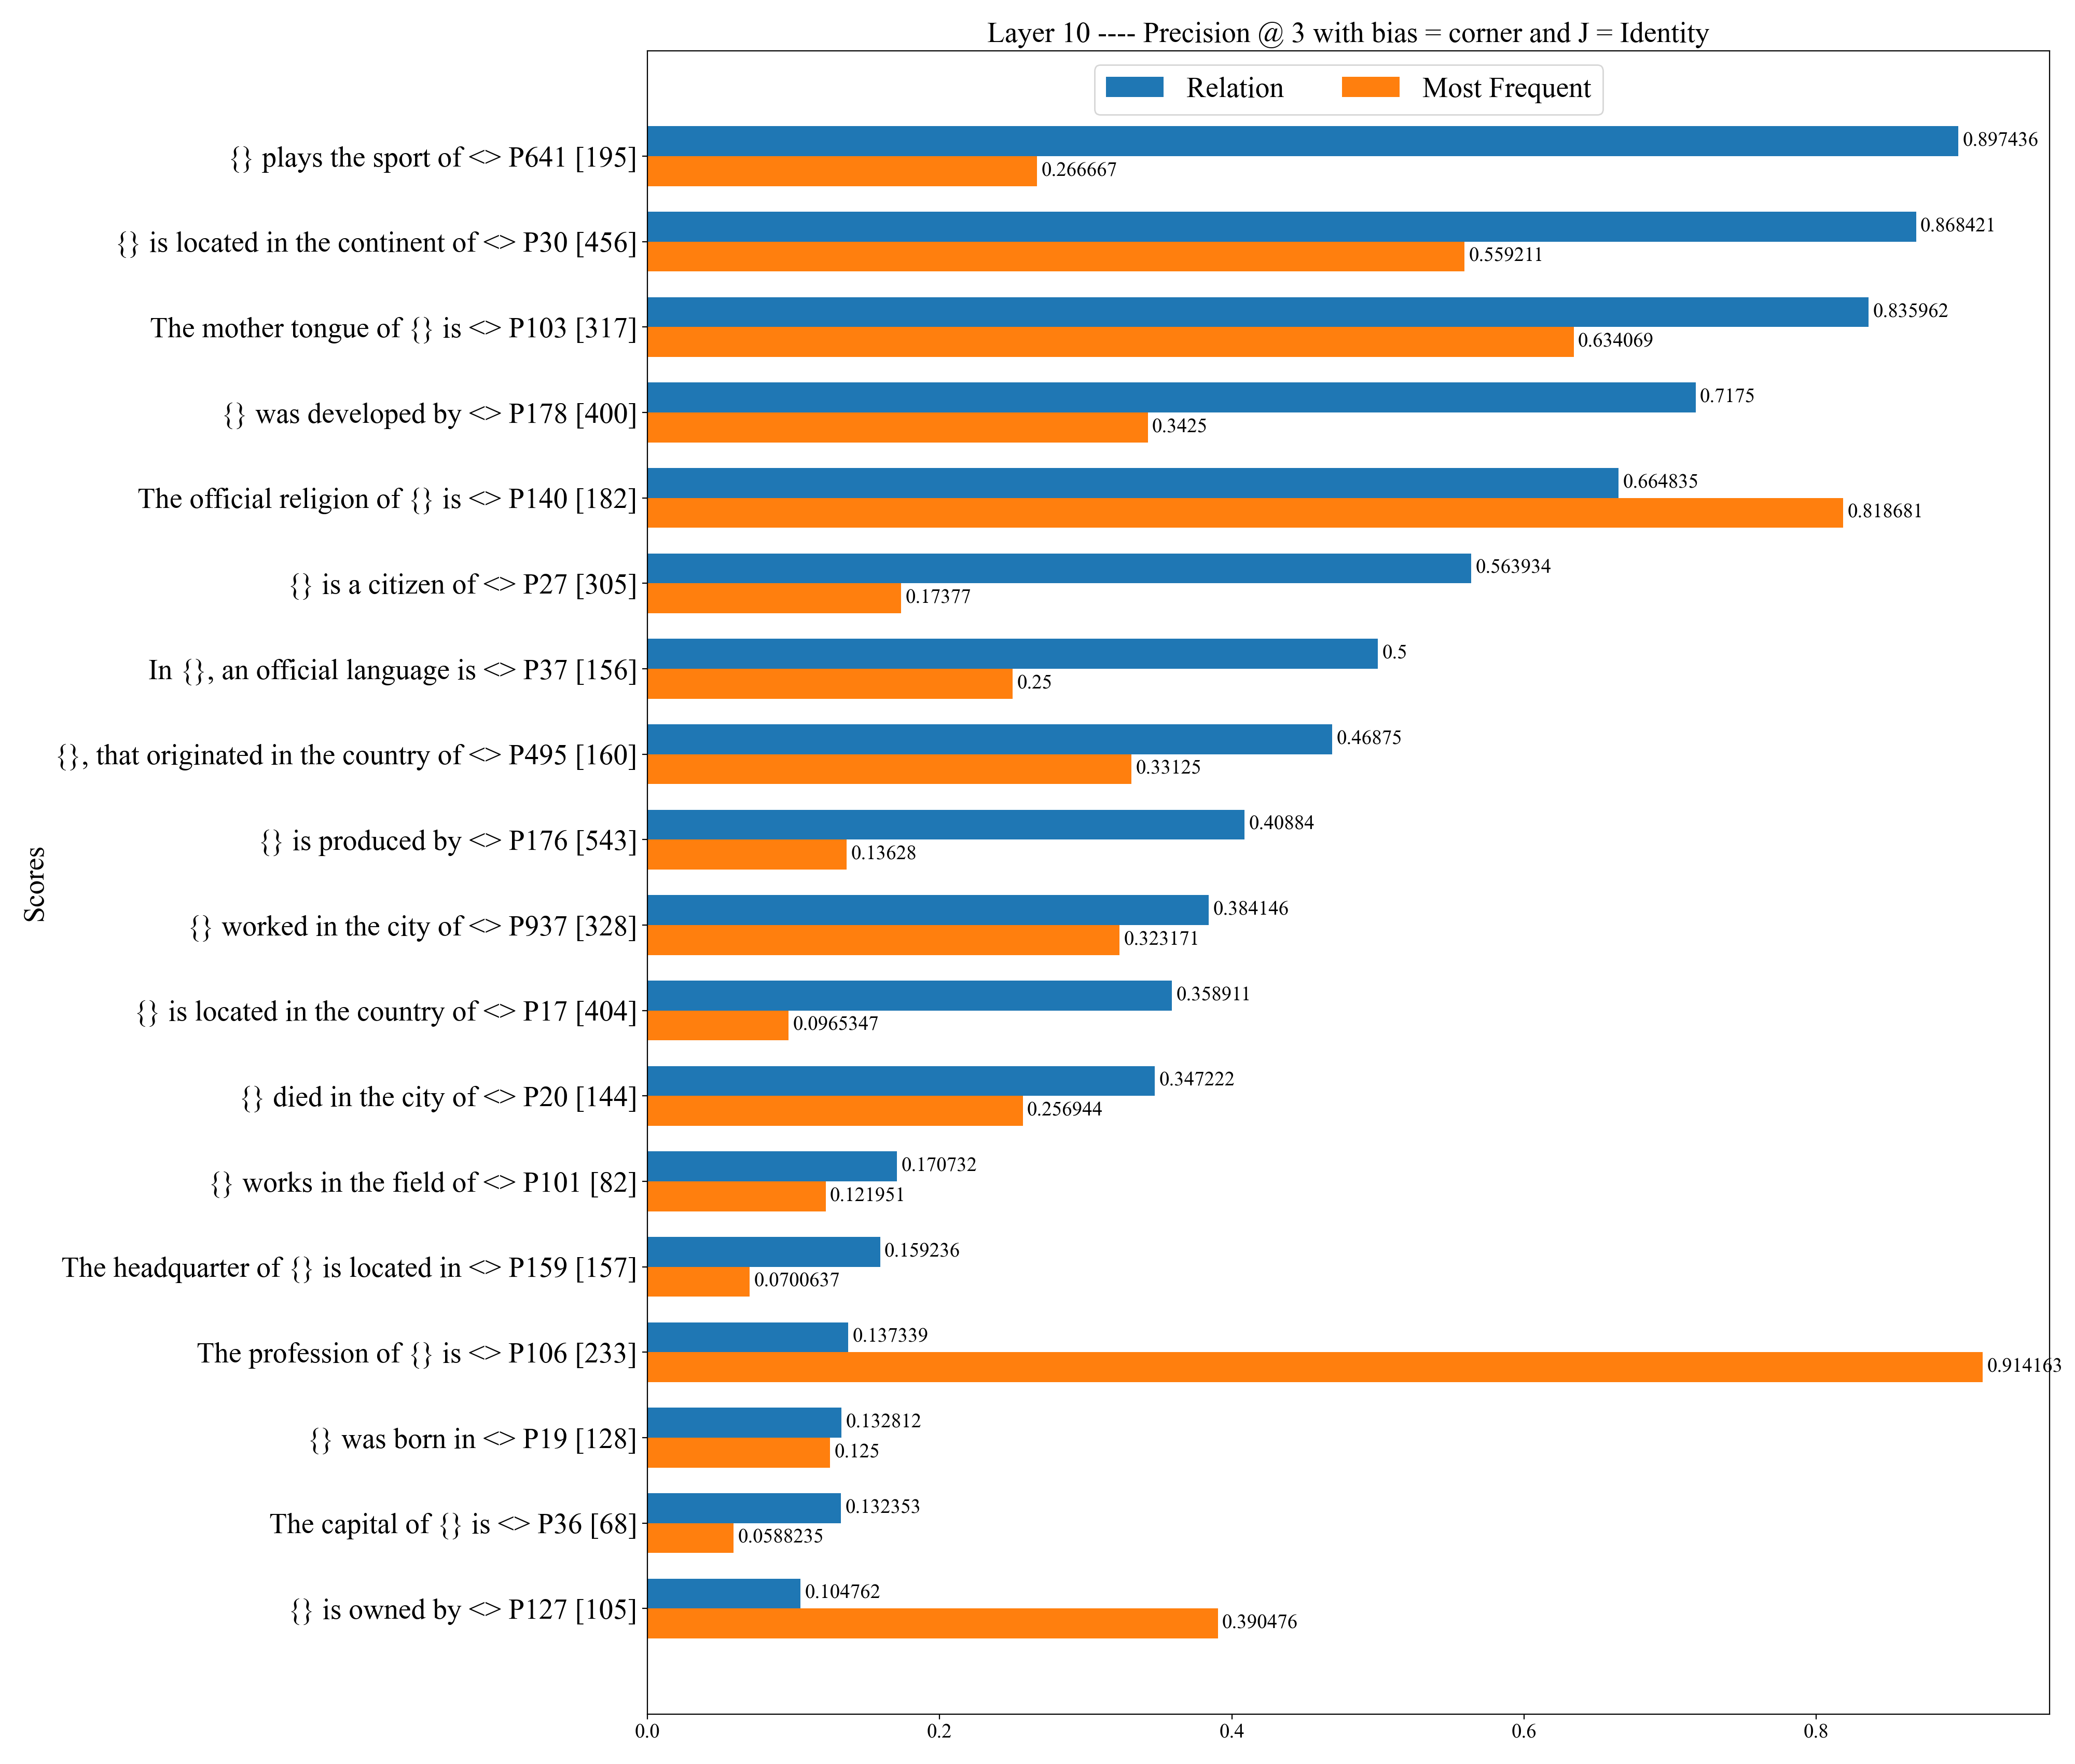 Layer 10 ---- Precision @ 3 with bias = corner and J = Identity
Relation
Most Frequent
{} plays the sport of <> P641 [195]
0.897436
0.266667
{} is located in the continent of <> P30 [456]
0.868421
0.559211
The mother tongue of {} is <> P103 [317]
0.835962
0.634069
{} was developed by <> P178 [400]
0.7175
0.3425
The official religion of {} is <> P140 [182]
0.664835
0.818681
{} is a citizen of <> P27 [305]
0.563934
0.17377
In {}, an official language is <> P37 [156]
0.5
0.25
{}, that originated in the country of <> P495 [160]
0.46875
0.33125
{} is produced by <> P176 [543]
0.40884
0.13628
{} worked in the city of <> P937 [328]
0.384146
0.323171
{} is located in the country of <> P17 [404]
0.358911
0.0965347
{} died in the city of <> P20 [144]
0.347222
0.256944
{} works in the field of <> P101 [82]
0.170732
0.121951
The headquarter of {} is located in <> P159 [157]
0.159236
0.0700637
The profession of {} is <> P106 [233]
0.137339
0.914163
{} was born in <> P19 [128]
0.132812
0.125
The capital of {} is <> P36 [68]
0.132353
0.0588235
{} is owned by <> P127 [105]
0.104762
0.390476
Scores
0.0
0.2
0.4
0.6
0.8